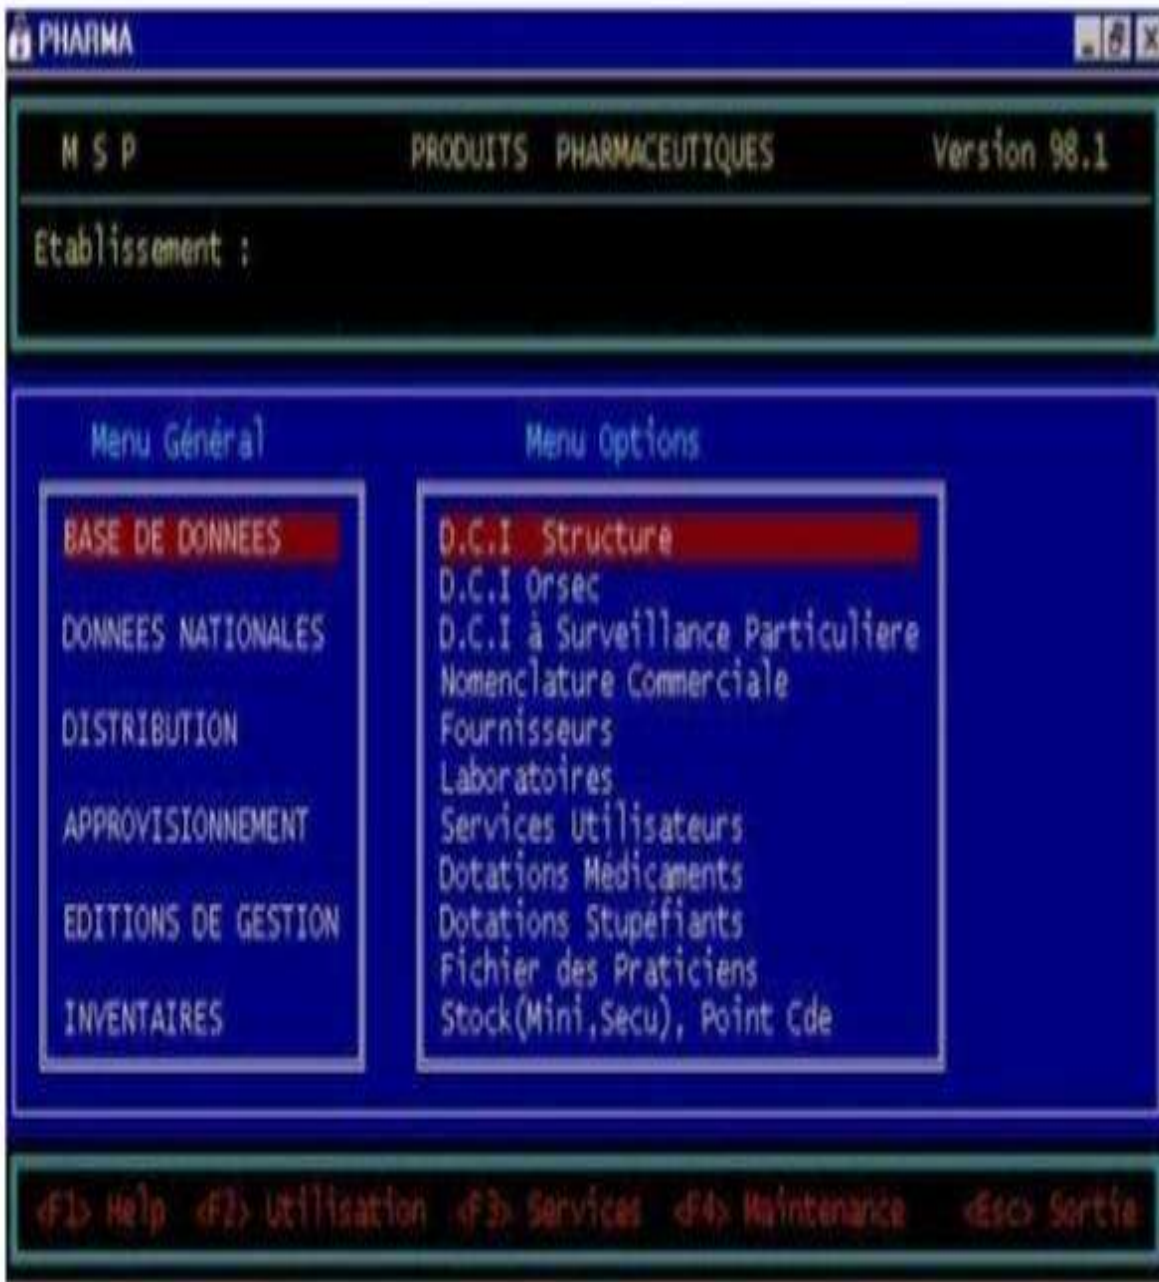 PHARMA
M S P PRODUITS PHARMACEUTIQUES Version 98.1
Etablissement :
Menu Général
BASE DE DONNEES
DONNEES NATIONALES
DISTRIBUTION
APPROVISIONNEMENT
EDITIONS DE GESTION
INVENTAIRES
Menu Options
D.C.I Structure
D.C.I Orsec
D.C.I à Surveillance Particuliere
Nomenclature Commerciale
Fournisseurs
Laboratoires
Services Utilisateurs
Dotations Médicaments
Dotations Stupéfiants
Fichier des Praticiens
Stock(Mini,Secu), Point Cde
<F1> Help <F2> Utilisation <F3> Services <F4> Maintenance <Esc> Sortie